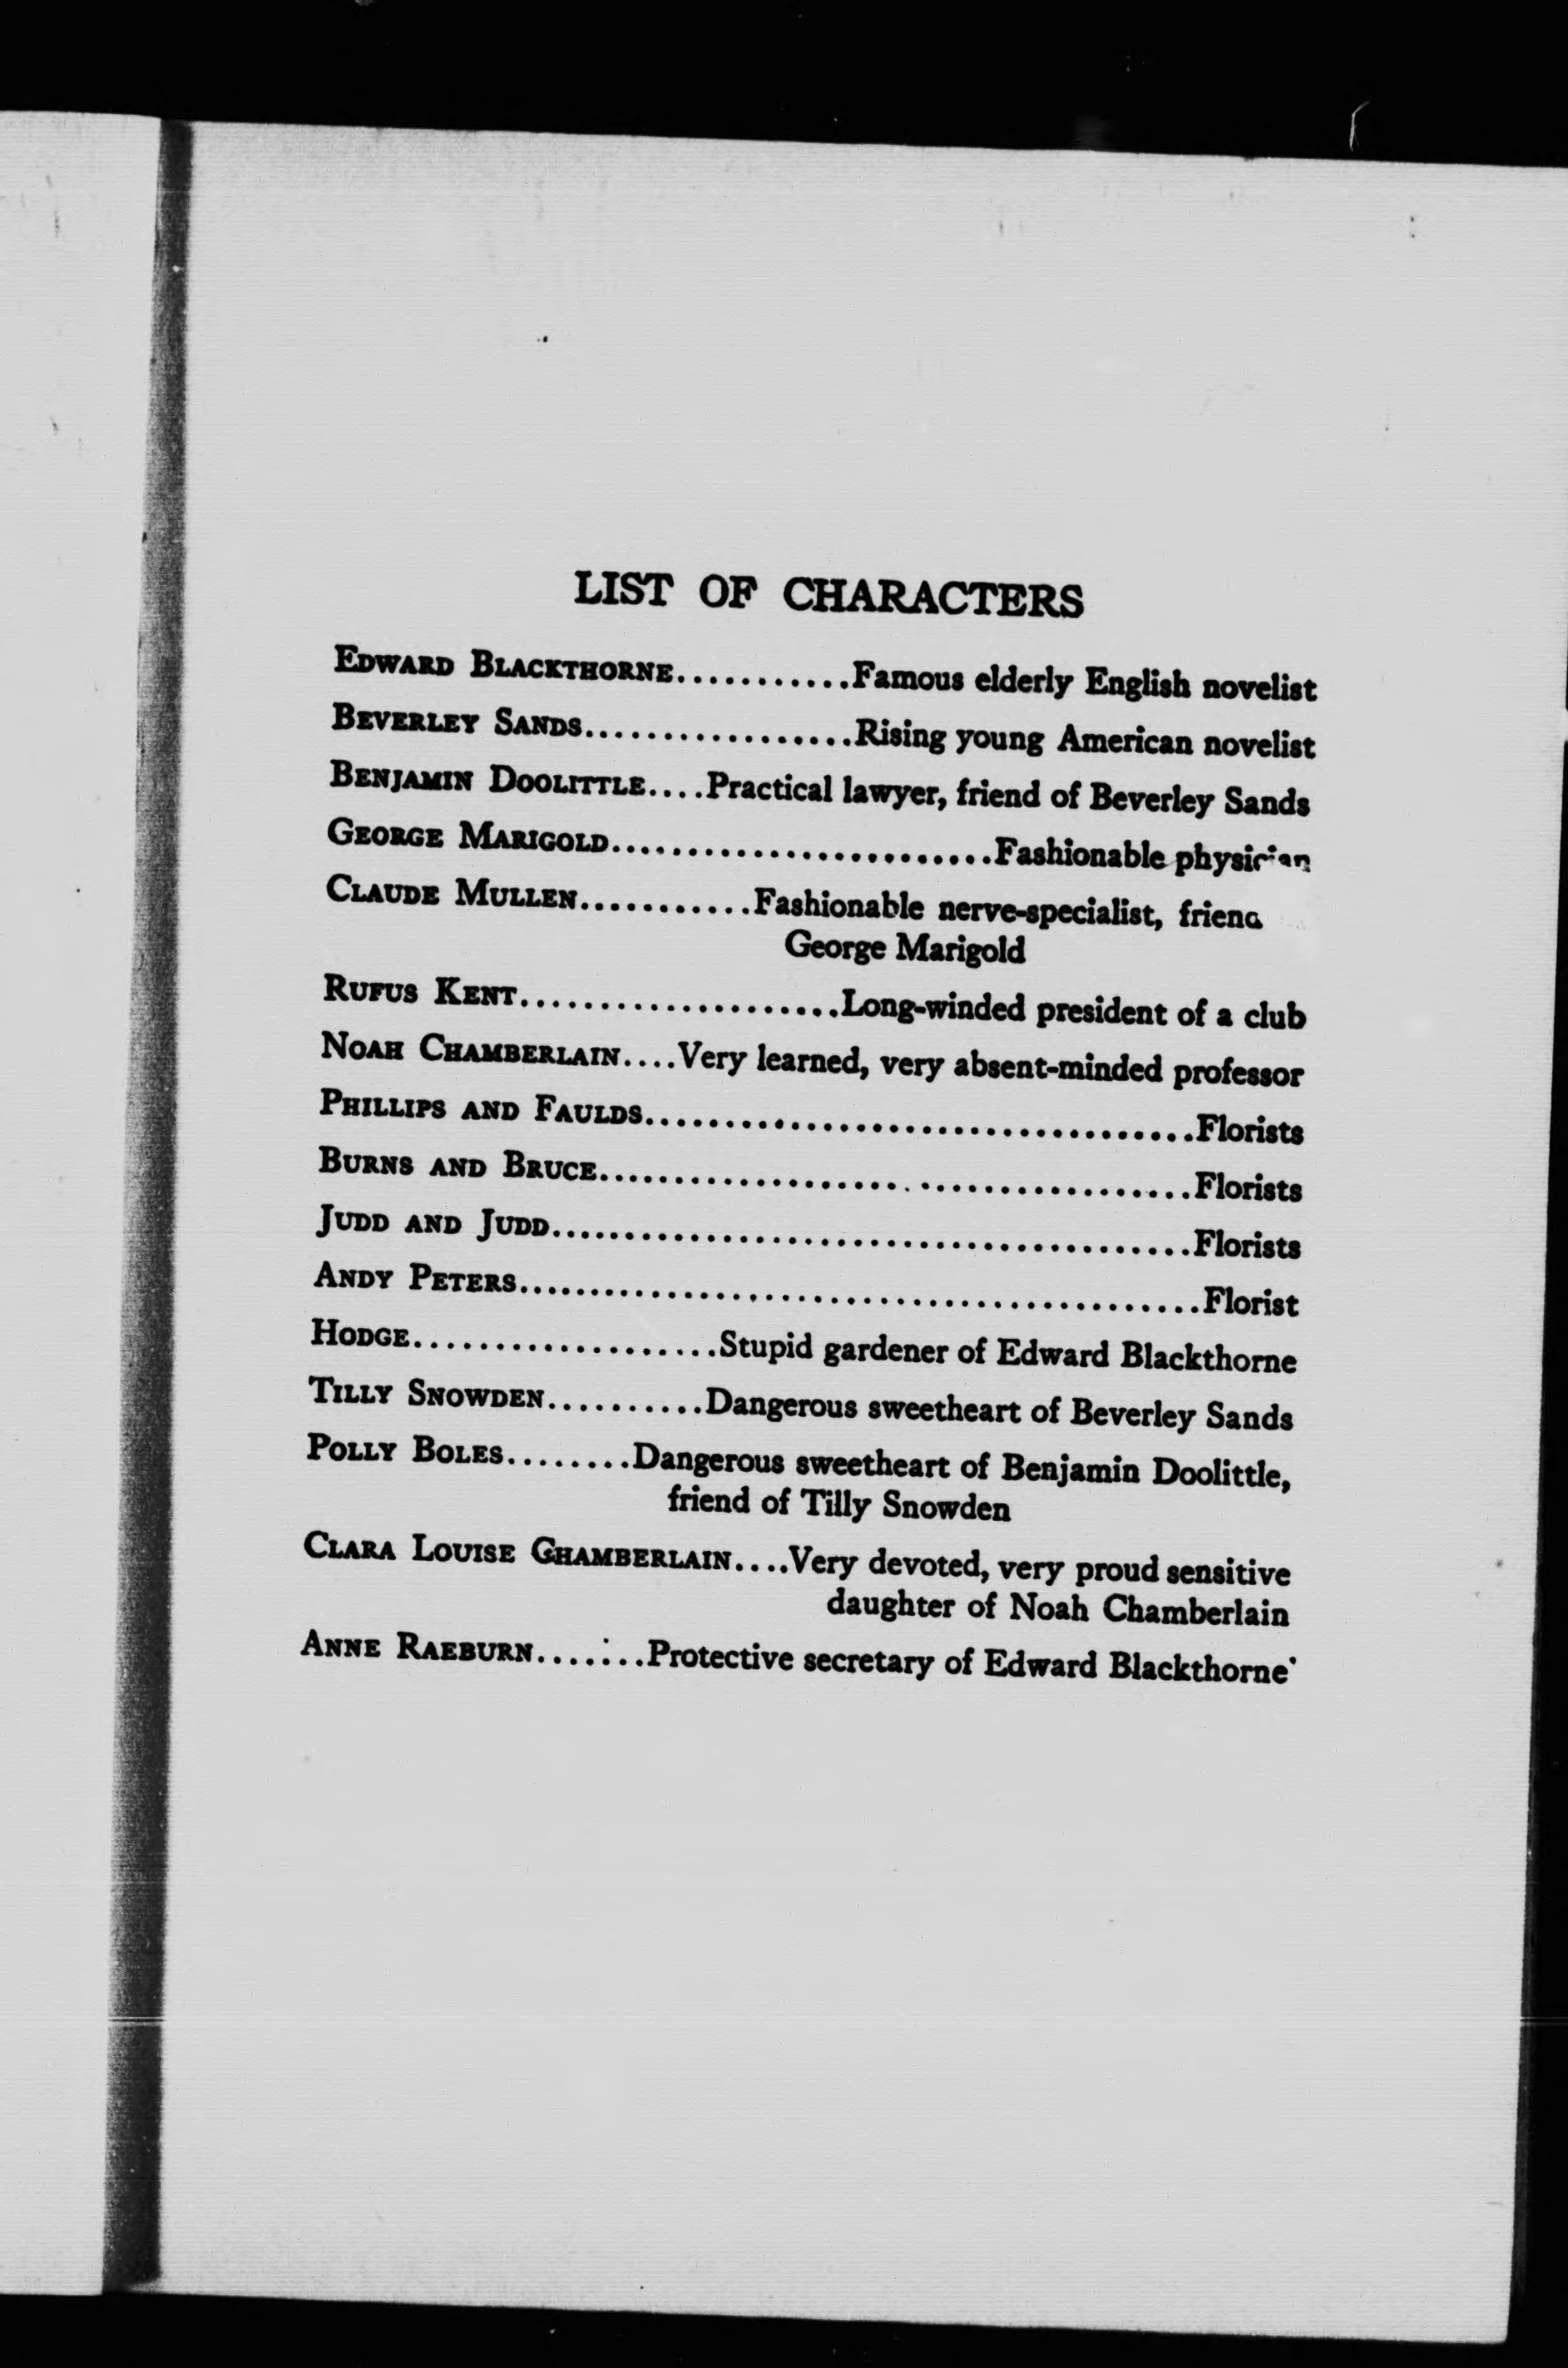 LIST OF CHARACTERS
EDWARD BLACKTHORNE...........Famous elderly English novelist
BEVERLEY SANDS.................Rising young American novelist
BENJAMIN DOOLITTLE....Practical lawyer, friend of Beverley Sands
GEORGE MARIGOLD.........................Fashionable physician
CLAUDE MULLEN...........Fashionable nerve-specialist, friend
George Marigold
RUFUS KENT.....................Long-winded president of a club
NOAH CHAMBERLAIN....Very learned, very absent-minded professor
PHILLIPS AND FAULDS....................................Florists
BURNS AND BRUCE.......................................Florists
JUDD AND JUDD..........................................Florists
ANDY PETERS.............................................Florist
HODGE....................Stupid gardener of Edward Blackthorne
TILLY SNOWDEN..........Dangerous sweetheart of Beverley Sands
POLLY BOLES........Dangerous sweetheart of Benjamin Doolittle,
friend of Tilly Snowden
CLARA LOUISE CHAMBERLAIN....Very devoted, very proud sensitive
daughter of Noah Chamberlain
ANNE RAEBURN.......Protective secretary of Edward Blackthorne